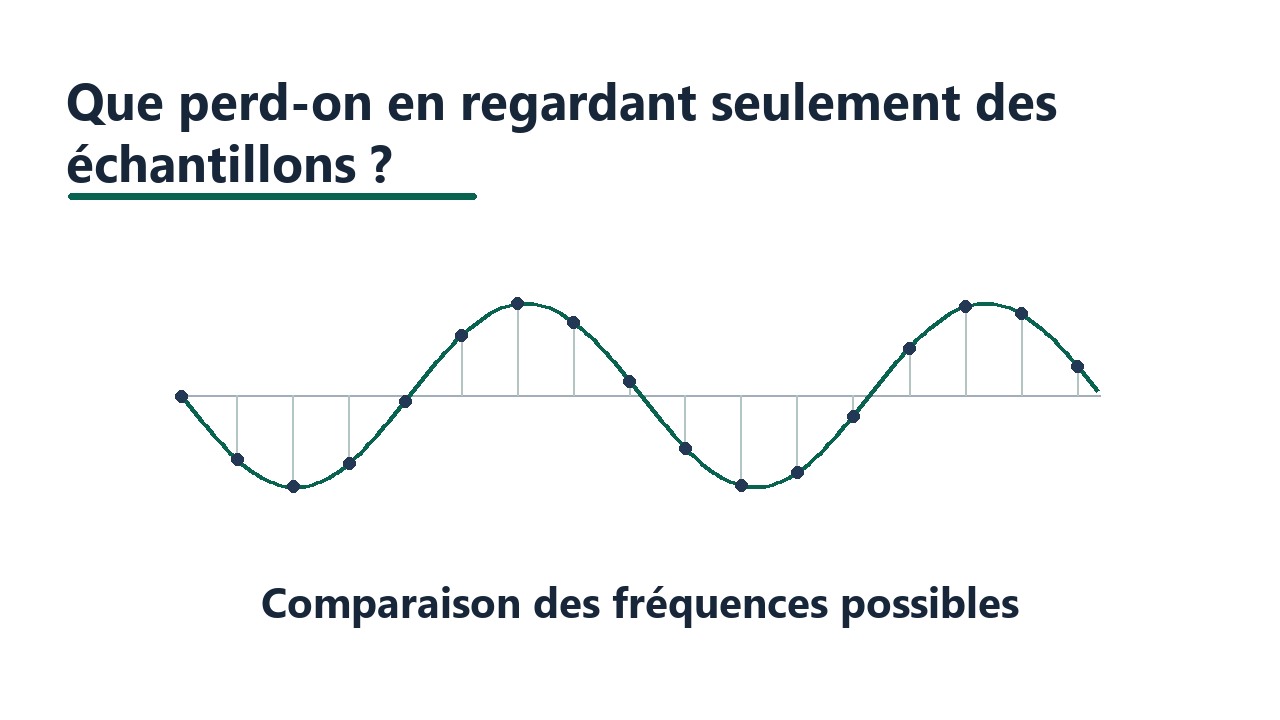 Que perd-on en regardant seulement des
échantillons ?
Comparaison des fréquences possibles